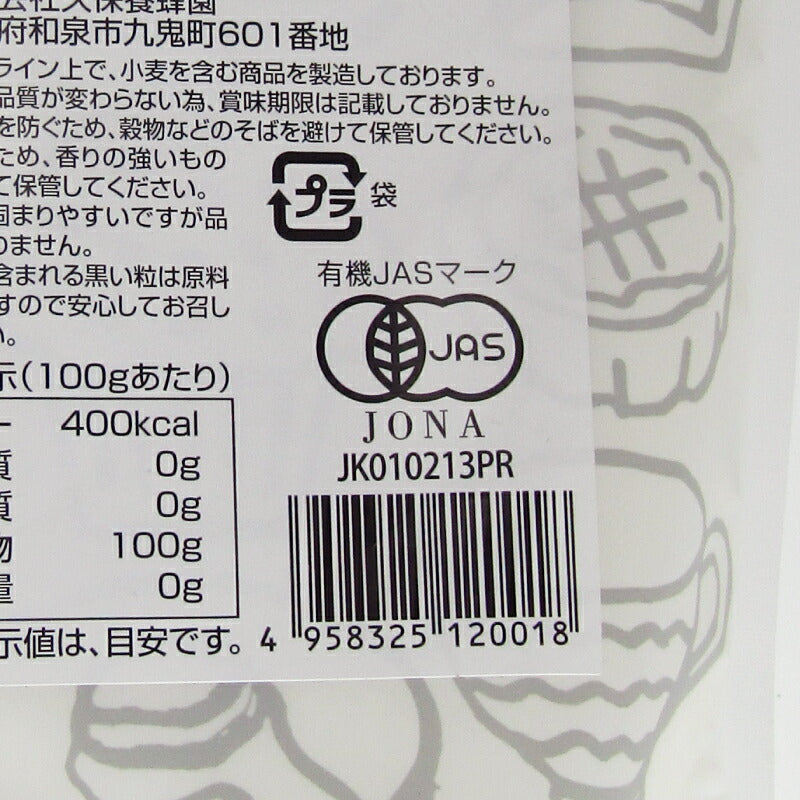 会社久保養蜂園
府和泉市九鬼町601番地
ライン上で、小麦を含む商品を製造しております。
品質が変わらない為、賞味期限は記載しておりません。
を防ぐため、穀物などのそばを避けて保管してください。
ため、香りの強いもの
て保管してください。
固まりやすいですが品
りません。
含まれる黒い粒は原料
すので安心してお召し
い。
プラ 袋
有機JASマーク
JAS
JONA
JK010213PR
示(100gあたり)
ー 400kcal
質 0g
質 0g
物 100g
量 0g
示値は、目安です。
4 958325 120018